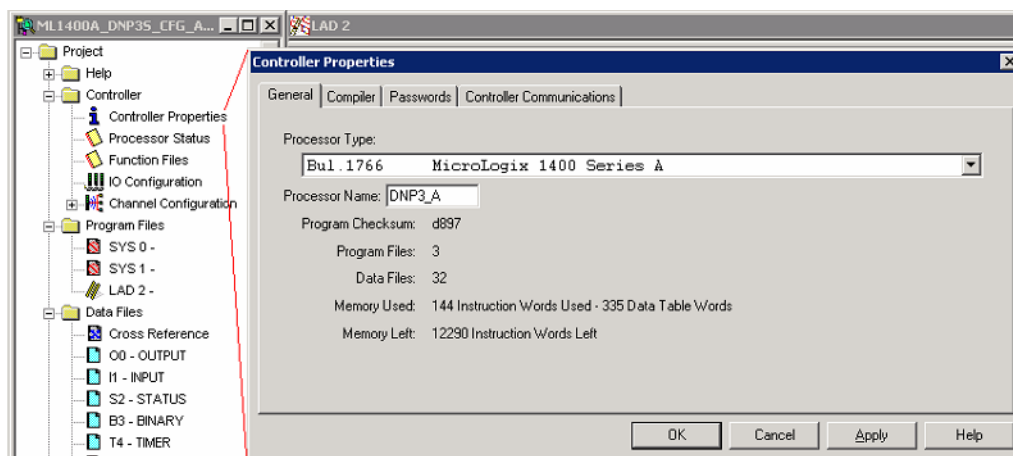 ML1400A_DNP3S_CFG_A...
LAD 2
Project
Help
Controller
Controller Properties
Processor Status
Function Files
IO Configuration
Channel Configuration
Program Files
SYS 0 -
SYS 1 -
LAD 2 -
Data Files
Cross Reference
O0 - OUTPUT
I1 - INPUT
S2 - STATUS
B3 - BINARY
T4 - TIMER
Controller Properties
General Compiler Passwords Controller Communications
Processor Type:
Bul.1766 MicroLogix 1400 Series A
Processor Name: DNP3_A
Program Checksum: d897
Program Files: 3
Data Files: 32
Memory Used: 144 Instruction Words Used - 335 Data Table Words
Memory Left: 12290 Instruction Words Left
OK Cancel Apply Help